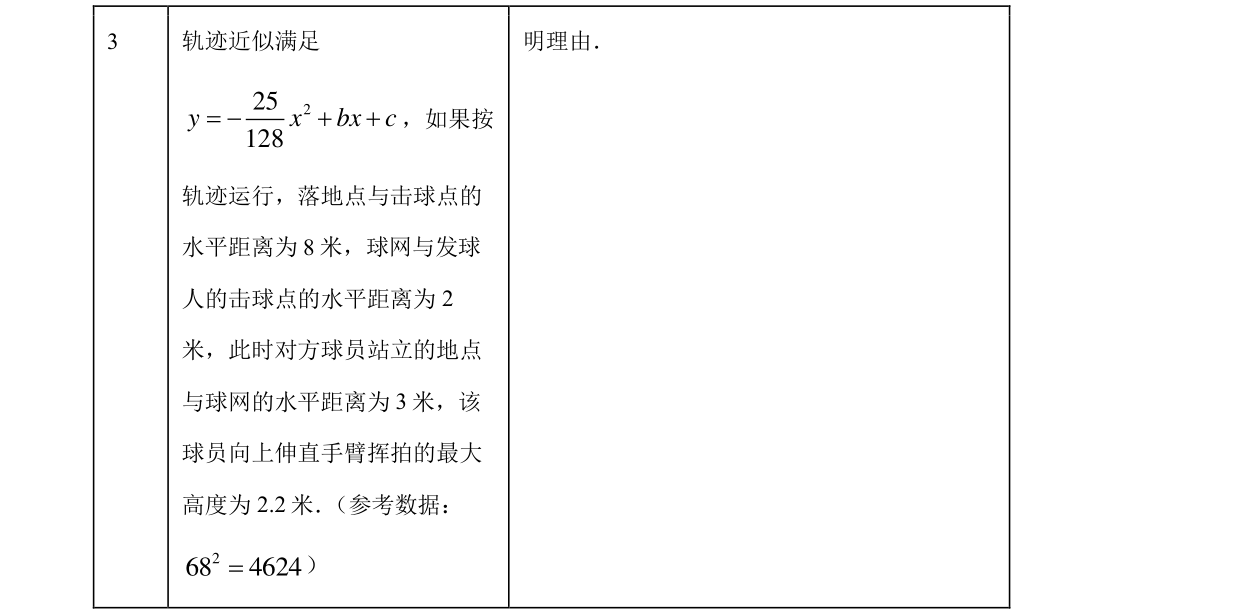 3 轨迹近似满足 明理由．
y = −25/128 x² + bx + c，如果按
轨迹运行，落地点与击球点的
水平距离为 8 米，球网与发球
人的击球点的水平距离为 2
米，此时对方球员站立的地点
与球网的水平距离为 3 米，该
球员向上伸直手臂挥拍的最大
高度为 2.2 米．（参考数据：
68² = 4624）